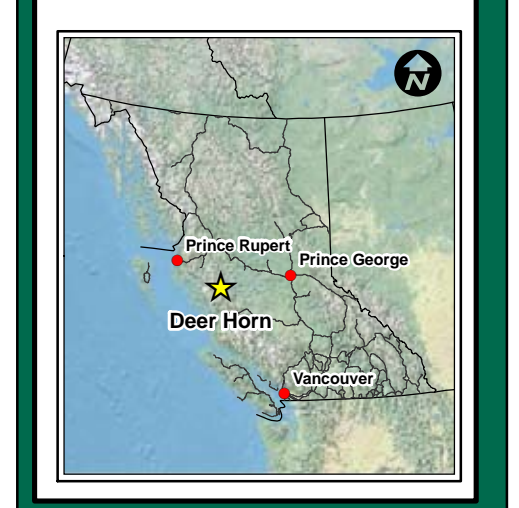 N
Prince Rupert
Prince George
Deer Horn
Vancouver